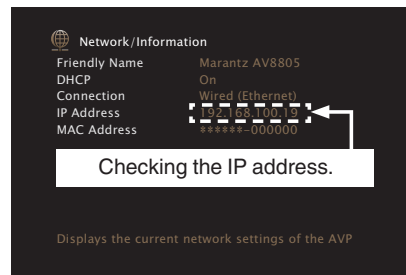 Network/Information
Friendly Name Marantz AV8805
DHCP On
Connection Wired (Ethernet)
IP Address 192.168.100.19
MAC Address ******-000000
Checking the IP address.
Displays the current network settings of the AVP